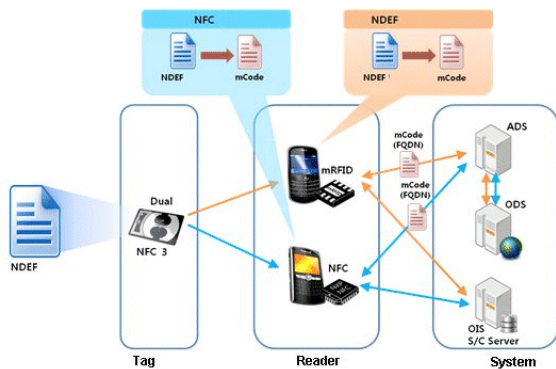 NFC
NDEF
NDEF
mCode
NDEF
mCode
mCode
(FQDN)
ADS
mRFID
mCode
(FQDN)
Dual
ODS
NDEF
NFC 3
NFC
NFC
OIS
S/C Server
Tag
Reader
System